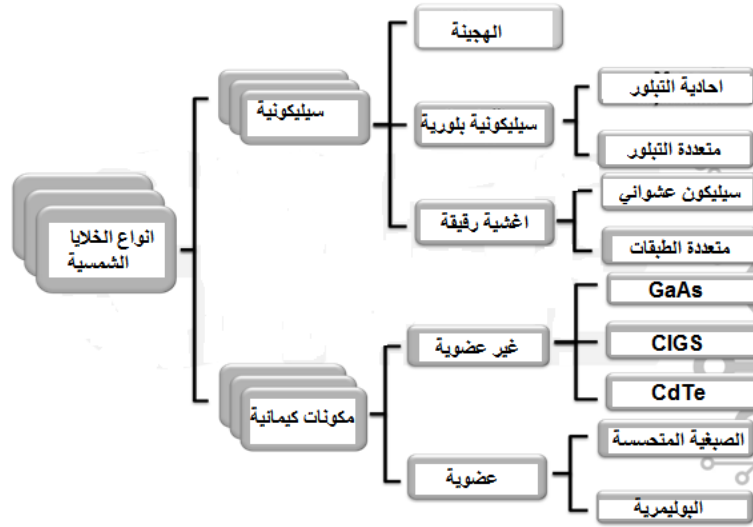 انواع الخلايا
الشمسية
سيليكونية
الهجينة
سيليكونية بلورية
احادية التبلور
متعددة التبلور
اغشية رقيقة
سيليكون عشوائي
متعددة الطبقات
مكونات كيمائية
غير عضوية
GaAs
CIGS
CdTe
عضوية
الصبغية المتحسسة
البوليمرية